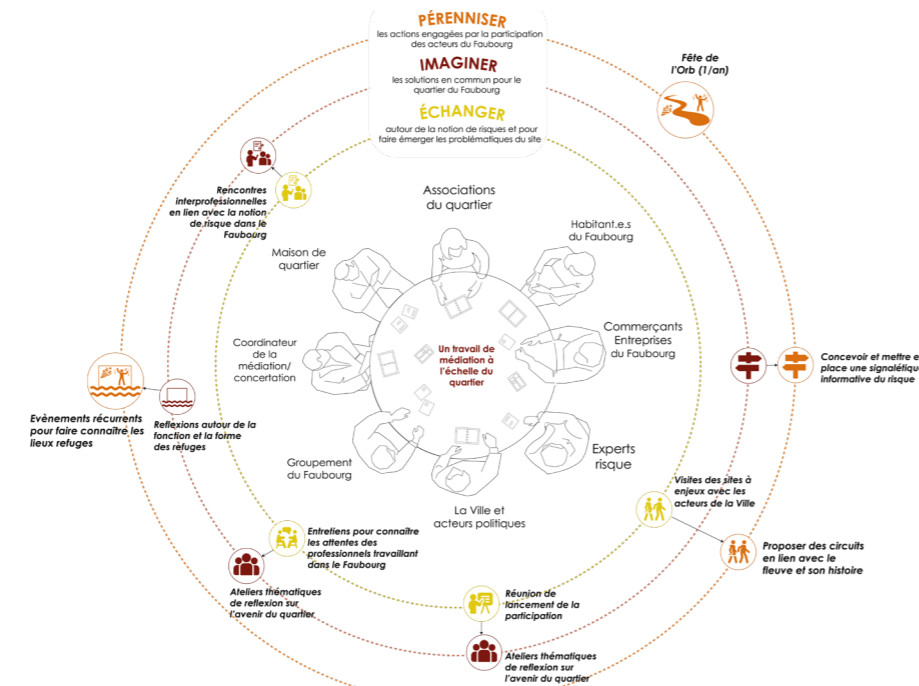 PÉRENNISER
les actions engagées par la participation
des acteurs du Faubourg
IMAGINER
les solutions en commun pour le
quartier du Faubourg
ÉCHANGER
autour de la notion de risques et pour
faire émerger les problématiques du site
Fête de
l'Orb (1/an)
Rencontres
interprofessionnelles
en lien avec la notion
de risque dans le
Faubourg
Associations
du quartier
Habitant.e.s
du Faubourg
Maison de
quartier
Commerçants
Entreprises
du Faubourg
Coordinateur
de la
médiation/
concertation
Un travail de
médiation à
l'échelle du
quartier
Concevoir et mettre e
place une signalétiqu
informative du risque
Evènements récurrents
pour faire connaître les
lieux refuges
Reflexions autour de la
fonction et la forme
des refuges
Groupement
du Faubourg
Experts
risque
La Ville et
acteurs politiques
Visites des sites à
enjeux avec les
acteurs de la Ville
Entretiens pour connaître
les attentes des
professionnels travaillant
dans le Faubourg
Proposer des circuits
en lien avec le
fleuve et son histoire
Ateliers thématiques
de reflexion sur
l'avenir du quartier
Réunion de
lancement de la
participation
Ateliers thématiques
de reflexion sur
l'avenir du quartier